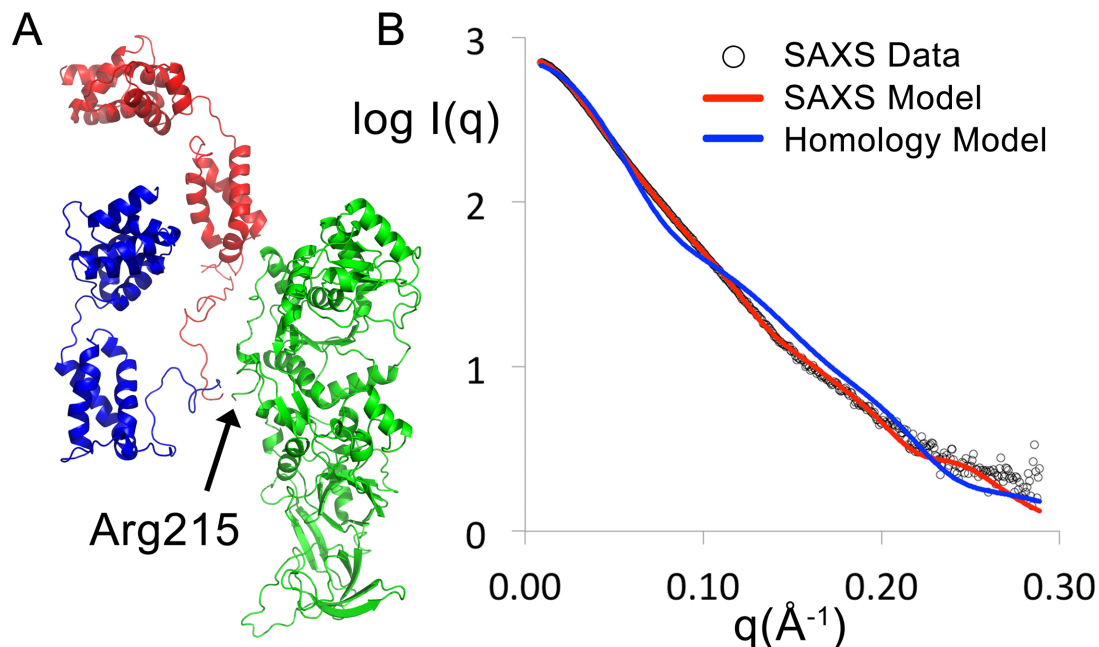 A
B
3
SAXS Data
SAXS Model
log I(q)
Homology Model
2
1
Arg215
0
0.00 0.10 0.20 0.30
q(Å-1)